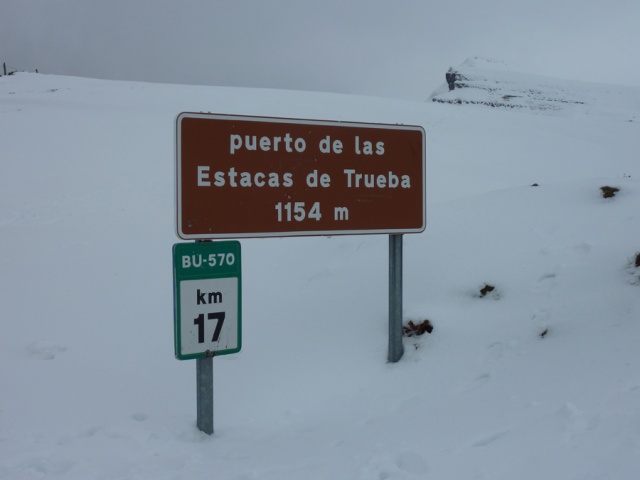 puerto de las
Estacas de Trueba
1154 m
BU-570
km
17